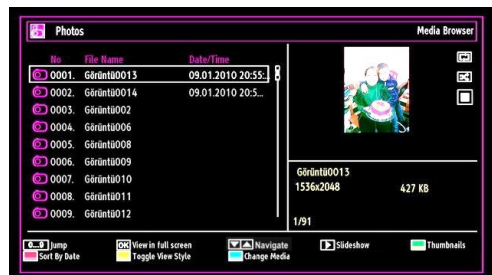 Photos
Media Browser
No File Name Date/Time
0001. Görüntü0013 09.01.2010 20:55:.
0002. Görüntü0014 09.01.2010 20:5...
0003. Görüntü002
0004. Görüntü006
0005. Görüntü008
0006. Görüntü009
0007. Görüntü010
0008. Görüntü011
0009. Görüntü012
Görüntü0013
1536x2048 427 KB
1/91
0...9 Jump OK View in full screen Navigate Slideshow Thumbnails
Sort By Date Toggle View Style Change Media